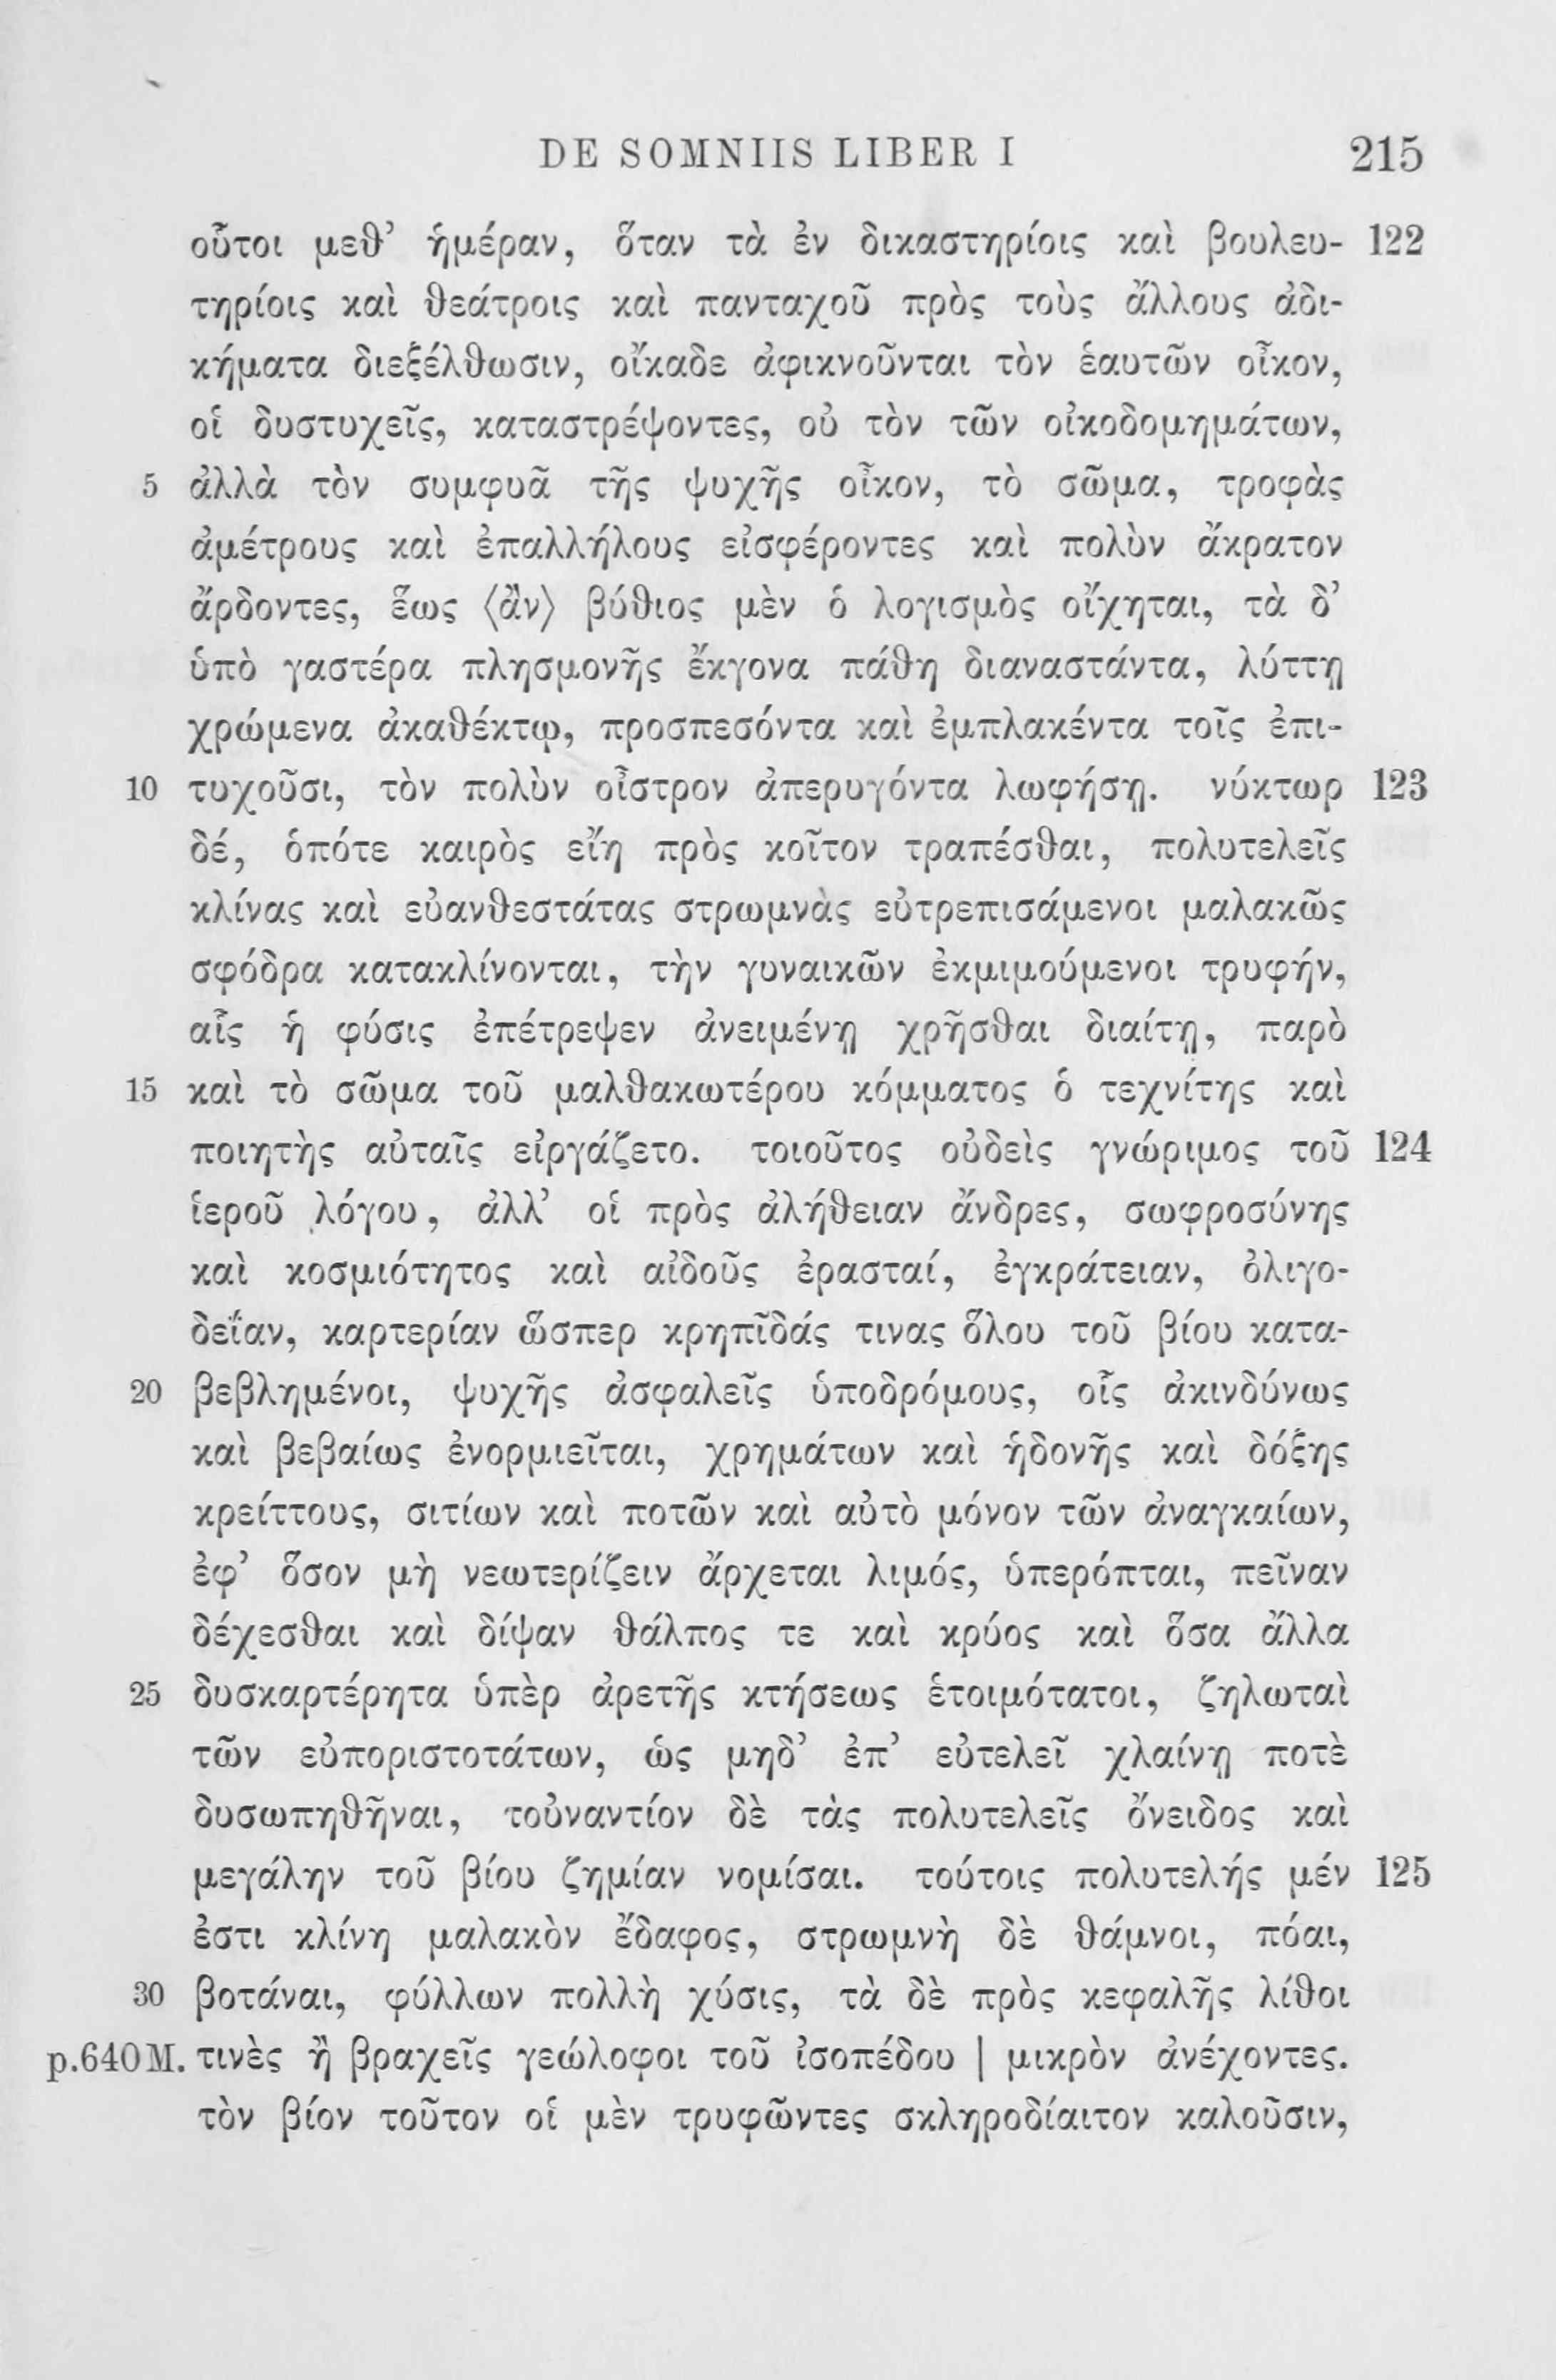 DE SOMNIIS LIBER I 215
οὗτοι μεθ’ ἡμέραν, ὅταν τὰ ἐν δικαστηρίοις καὶ βουλευ- 122
τηρίοις καὶ θεάτροις καὶ πανταχοῦ πρὸς τοὺς ἄλλους ἀδι-
κήματα διεξέλθωσιν, οἴκαδε ἀφικνοῦνται τὸν ἑαυτῶν οἶκον,
οἱ δυστυχεῖς, καταστρέψοντες, οὐ τὸν τῶν οἰκοδομημάτων,
5 ἀλλὰ τὸν συμφυᾶ τῆς ψυχῆς οἶκον, τὸ σῶμα, τροφὰς
ἀμέτρους καὶ ἐπαλλήλους εἰσφέροντες καὶ πολὺν ἄκρατον
ἄρδοντες, ἕως ⟨ἂν⟩ βύθιος μὲν ὁ λογισμὸς οἴχηται, τὰ δ’
ὑπὸ γαστέρα πλησμονῆς ἔκγονα πάθη διαναστάντα, λύττῃ
χρώμενα ἀκαθέκτῳ, προσπεσόντα καὶ ἐμπλακέντα τοῖς ἐπι-
10 τυχοῦσι, τὸν πολὺν οἶστρον ἀπερυγόντα λωφήσῃ. νύκτωρ 123
δέ, ὁπότε καιρὸς εἴη πρὸς κοῖτον τραπέσθαι, πολυτελεῖς
κλίνας καὶ εὐανθεστάτας στρωμνὰς εὐτρεπισάμενοι μαλακῶς
σφόδρα κατακλίνονται, τὴν γυναικῶν ἐκμιμούμενοι τρυφήν,
αἷς ἡ φύσις ἐπέτρεψεν ἀνειμένῃ χρῆσθαι διαίτῃ, παρὸ
15 καὶ τὸ σῶμα τοῦ μαλθακωτέρου κόμματος ὁ τεχνίτης καὶ
ποιητὴς αὐταῖς εἰργάζετο. τοιοῦτος οὐδεὶς γνώριμος τοῦ 124
ἱεροῦ λόγου, ἀλλ’ οἱ πρὸς ἀλήθειαν ἄνδρες, σωφροσύνης
καὶ κοσμιότητος καὶ αἰδοῦς ἐρασταί, ἐγκράτειαν, ὀλιγο-
δεΐαν, καρτερίαν ὥσπερ κρηπῖδάς τινας ὅλου τοῦ βίου κατα-
20 βεβλημένοι, ψυχῆς ἀσφαλεῖς ὑποδρόμους, οἷς ἀκινδύνως
καὶ βεβαίως ἐνορμιεῖται, χρημάτων καὶ ἡδονῆς καὶ δόξης
κρείττους, σιτίων καὶ ποτῶν καὶ αὐτὸ μόνον τῶν ἀναγκαίων,
ἐφ’ ὅσον μὴ νεωτερίζειν ἄρχεται λιμός, ὑπερόπται, πεῖναν
δέχεσθαι καὶ δίψαν θάλπος τε καὶ κρύος καὶ ὅσα ἄλλα
25 δυσκαρτέρητα ὑπὲρ ἀρετῆς κτήσεως ἑτοιμότατοι, ζηλωταὶ
τῶν εὐποριστοτάτων, ὡς μηδ’ ἐπ’ εὐτελεῖ χλαίνῃ ποτὲ
δυσωπηθῆναι, τοὐναντίον δὲ τὰς πολυτελεῖς ὄνειδος καὶ
μεγάλην τοῦ βίου ζημίαν νομίσαι. τούτοις πολυτελής μέν 125
ἐστι κλίνη μαλακὸν ἔδαφος, στρωμνὴ δὲ θάμνοι, πόαι,
30 βοτάναι, φύλλων πολλὴ χύσις, τὰ δὲ πρὸς κεφαλῆς λίθοι
p.640M. τινὲς ἢ βραχεῖς γεώλοφοι τοῦ ἰσοπέδου | μικρὸν ἀνέχοντες.
τὸν βίον τοῦτον οἱ μὲν τρυφῶντες σκληροδίαιτον καλοῦσιν,